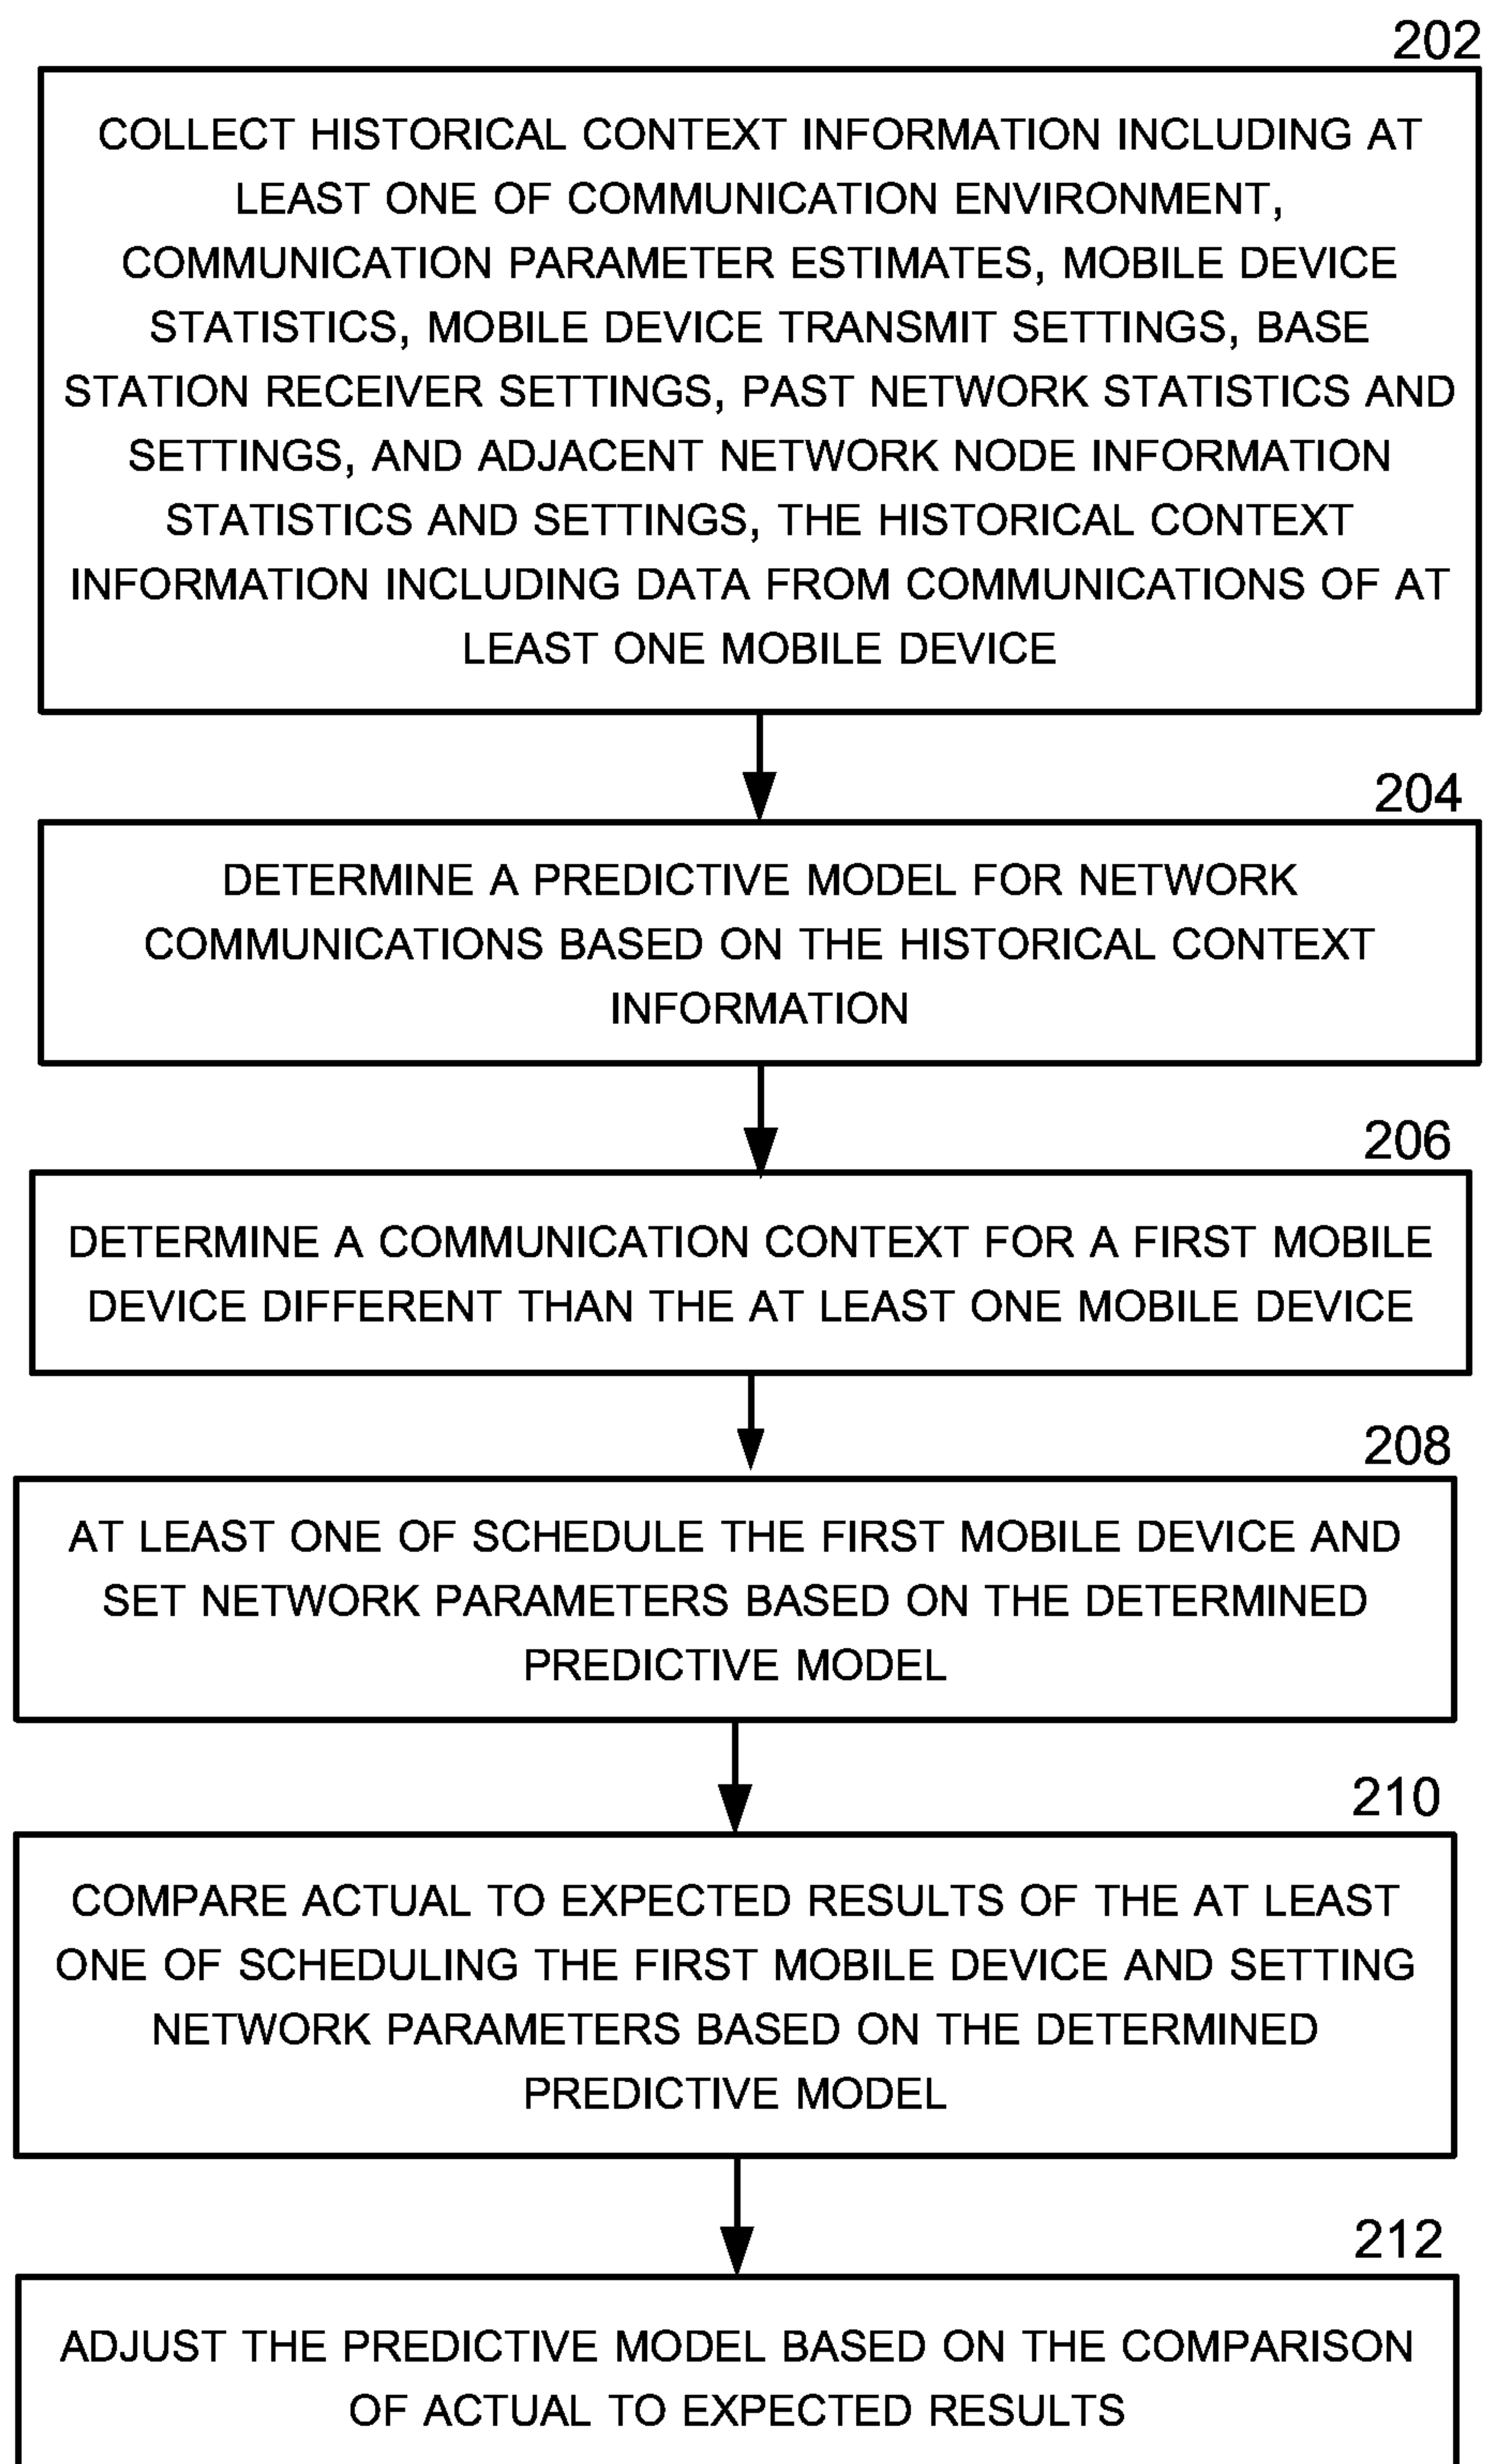 202
COLLECT HISTORICAL CONTEXT INFORMATION INCLUDING AT
LEAST ONE OF COMMUNICATION ENVIRONMENT,
COMMUNICATION PARAMETER ESTIMATES, MOBILE DEVICE
STATISTICS, MOBILE DEVICE TRANSMIT SETTINGS, BASE
STATION RECEIVER SETTINGS, PAST NETWORK STATISTICS AND
SETTINGS, AND ADJACENT NETWORK NODE INFORMATION
STATISTICS AND SETTINGS, THE HISTORICAL CONTEXT
INFORMATION INCLUDING DATA FROM COMMUNICATIONS OF AT
LEAST ONE MOBILE DEVICE
204
DETERMINE A PREDICTIVE MODEL FOR NETWORK
COMMUNICATIONS BASED ON THE HISTORICAL CONTEXT
INFORMATION
206
DETERMINE A COMMUNICATION CONTEXT FOR A FIRST MOBILE
DEVICE DIFFERENT THAN THE AT LEAST ONE MOBILE DEVICE
208
AT LEAST ONE OF SCHEDULE THE FIRST MOBILE DEVICE AND
SET NETWORK PARAMETERS BASED ON THE DETERMINED
PREDICTIVE MODEL
210
COMPARE ACTUAL TO EXPECTED RESULTS OF THE AT LEAST
ONE OF SCHEDULING THE FIRST MOBILE DEVICE AND SETTING
NETWORK PARAMETERS BASED ON THE DETERMINED
PREDICTIVE MODEL
212
ADJUST THE PREDICTIVE MODEL BASED ON THE COMPARISON
OF ACTUAL TO EXPECTED RESULTS